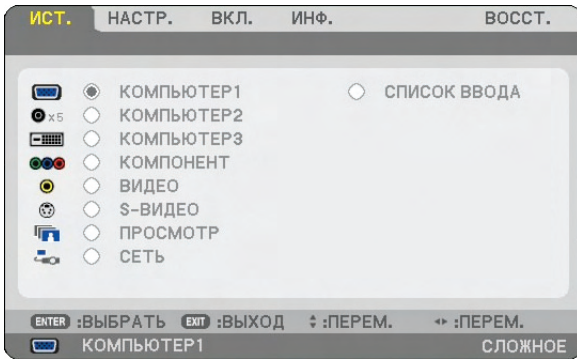 ИСТ. НАСТР. ВКЛ. ИНФ. ВОССТ.
КОМПЬЮТЕР1 СПИСОК ВВОДА
x5 КОМПЬЮТЕР2
КОМПЬЮТЕР3
КОМПОНЕНТ
ВИДЕО
S-ВИДЕО
ПРОСМОТР
СЕТЬ
ENTER :ВЫБРАТЬ EXIT :ВЫХОД :ПЕРЕМ. :ПЕРЕМ.
КОМПЬЮТЕР1 СЛОЖНОЕ